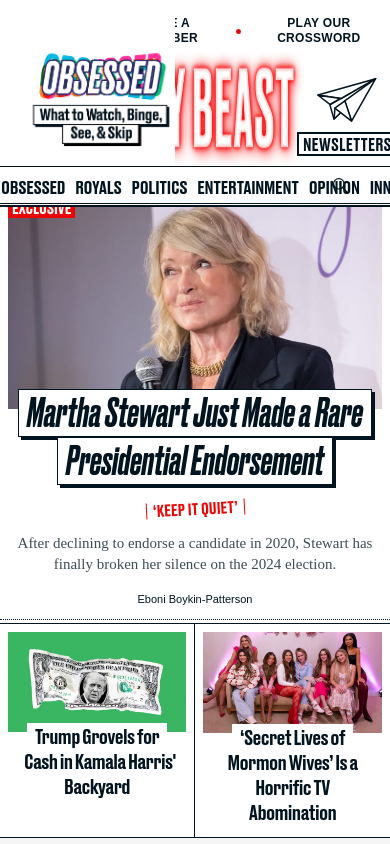 E A
BER
PLAY OUR
CROSSWORD
OBSESSED
What to Watch, Binge,
See, & Skip
Y BEAST
NEWSLETTERS
OBSESSED ROYALS POLITICS ENTERTAINMENT OPINION INN
EXCLUSIVE
Martha Stewart Just Made a Rare
Presidential Endorsement
'KEEP IT QUIET'
After declining to endorse a candidate in 2020, Stewart has
finally broken her silence on the 2024 election.
Eboni Boykin-Patterson
Trump Grovels for
Cash in Kamala Harris'
Backyard
‘Secret Lives of
Mormon Wives’ Is a
Horrific TV
Abomination